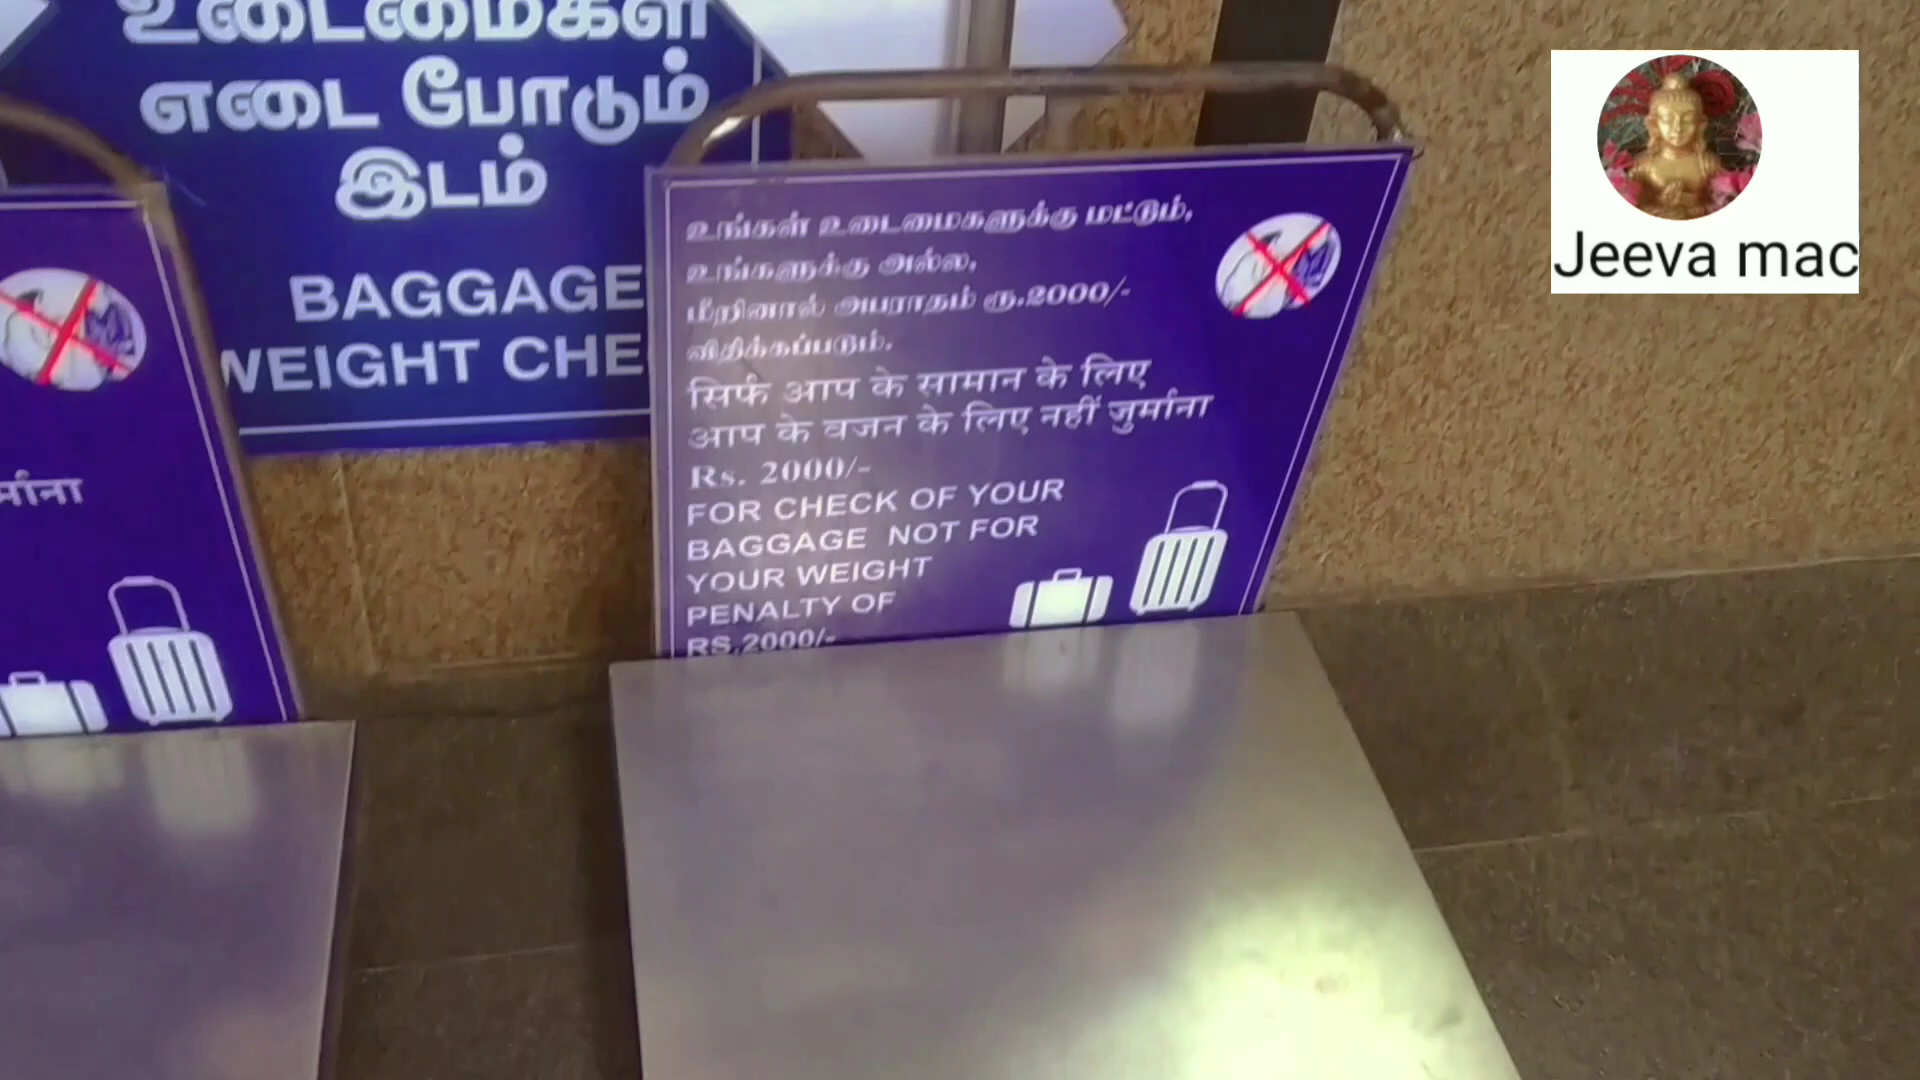 உடைமைகள்
எடை போடும்
இடம்
BAGGAGE
WEIGHT
உங்கள் உடைமைகளுக்கு மட்டும்,
உங்களுக்கு அல்ல,
மீறினால் அபராதம் ரூ.2000/-
விதிக்கப்படும்.
सिर्फ आप के सामान के लिए
आप के वजन के लिए नहीं जुर्माना
Rs. 2000/-
FOR CHECK OF YOUR
BAGGAGE NOT FOR
YOUR WEIGHT
PENALTY OF
RS.2000/-
Jeeva mac